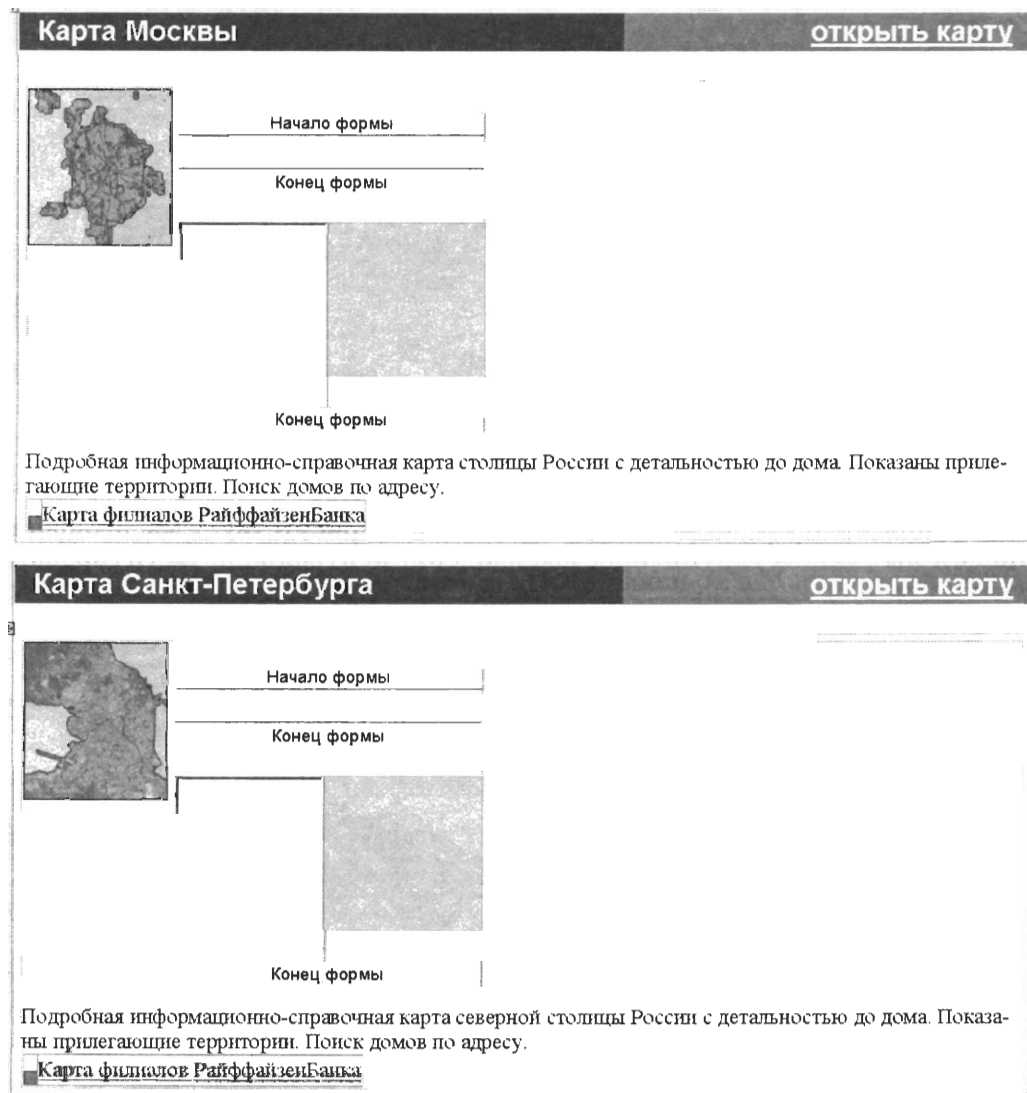 Карта Москвы открыть карту
Начало формы
Конец формы
Конец формы
Подробная информационно-справочная карта столицы России с детальностью до дома. Показаны приле-
гающие территории. Поиск домов по адресу.
Карта филиалов РайффайзенБанка
Карта Санкт-Петербурга открыть карту
Начало формы
Конец формы
Конец формы
Подробная информационно-справочная карта северной столицы России с детальностью до дома. Показа-
ны прилегающие территории. Поиск домов по адресу.
Карта филиалов РайффайзенБанка